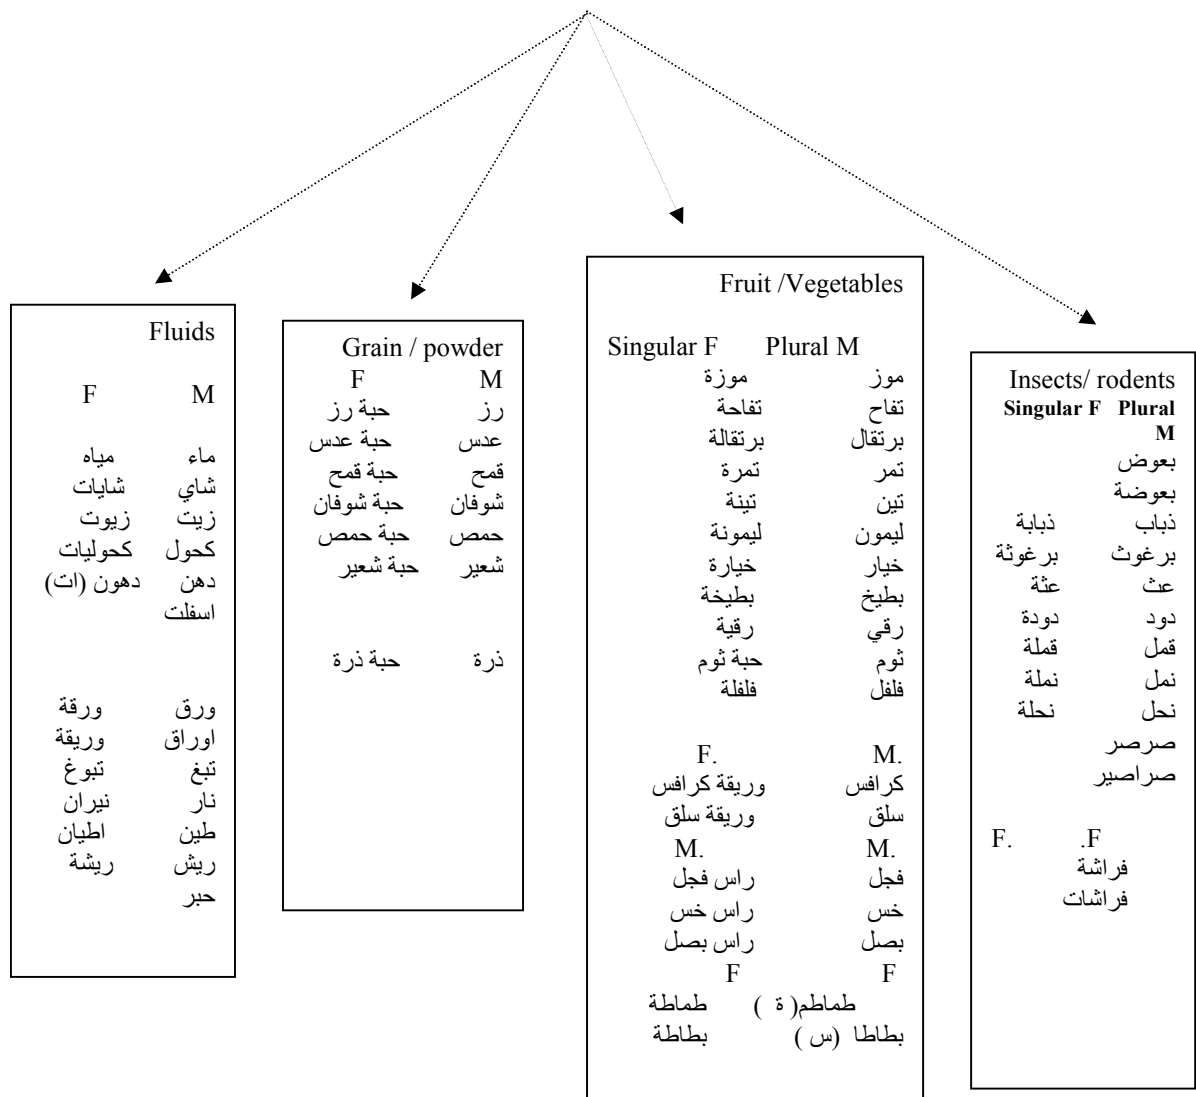 Fluids
F M
ماء مياه
شاي شايات
زيت زيوت
كحول كحوليات
دهن دهون (ات)
اسفلت
ورق ورقة
اوراق وريقة
تبغ تبوغ
نار نيران
طين اطيان
ريش ريشة
حبر
Grain / powder
F M
رز حبة رز
عدس حبة عدس
قمح حبة قمح
شوفان حبة شوفان
حمص حبة حمص
شعير حبة شعير
ذرة حبة ذرة
Fruit /Vegetables
Singular F Plural M
موز موزة
تفاح تفاحة
برتقال برتقالة
تمر تمرة
تين تينة
ليمون ليمونة
خيار خيارة
بطيخ بطيخة
رقي رقية
ثوم حبة ثوم
فلفل فلفلة
F. M.
كرافس وريقة كرافس
سلق وريقة سلق
M. M.
فجل راس فجل
خس راس خس
بصل راس بصل
F F
طماطم( ة ) طماطة
بطاطا (س ) بطاطة
Insects/ rodents
Singular F Plural
M
بعوض
بعوضة
ذباب ذبابة
برغوث برغوثة
عث عثة
دود دودة
قمل قملة
نمل نملة
نحل نحلة
صرصر
صراصير
F. .F
فراشة
فراشات